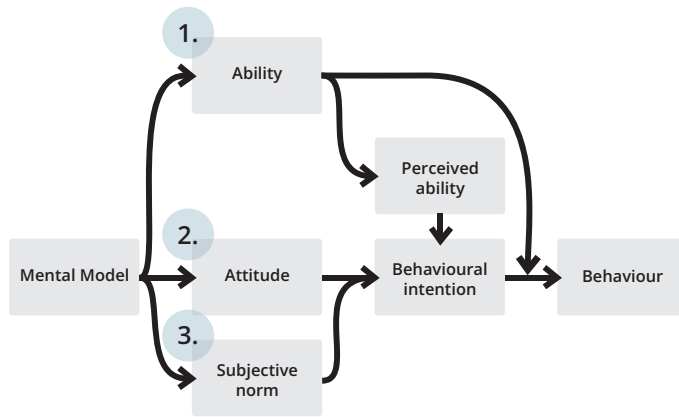 1.
Ability
Perceived
ability
2.
Mental Model
Attitude
Behavioural
intention
Behaviour
3.
Subjective
norm